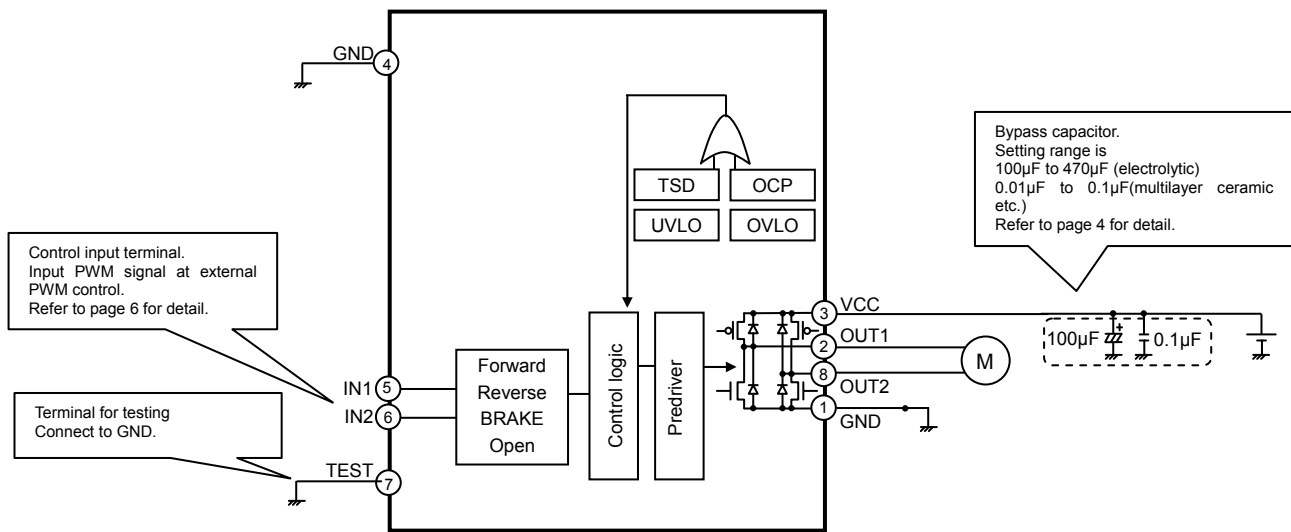 GND
4
TSD
OCP
UVLO
OVLO
Bypass capacitor.
Setting range is
100µF to 470µF (electrolytic)
0.01µF to 0.1µF(multilayer ceramic
etc.)
Refer to page 4 for detail.
Control input terminal.
Input PWM signal at external
PWM control.
Refer to page 6 for detail.
Terminal for testing
Connect to GND.
IN1
5
IN2
6
TEST
7
Forward
Reverse
BRAKE
Open
Control logic
Predriver
3
VCC
2
OUT1
8
OUT2
1
GND
M
100µF
+
0.1µF